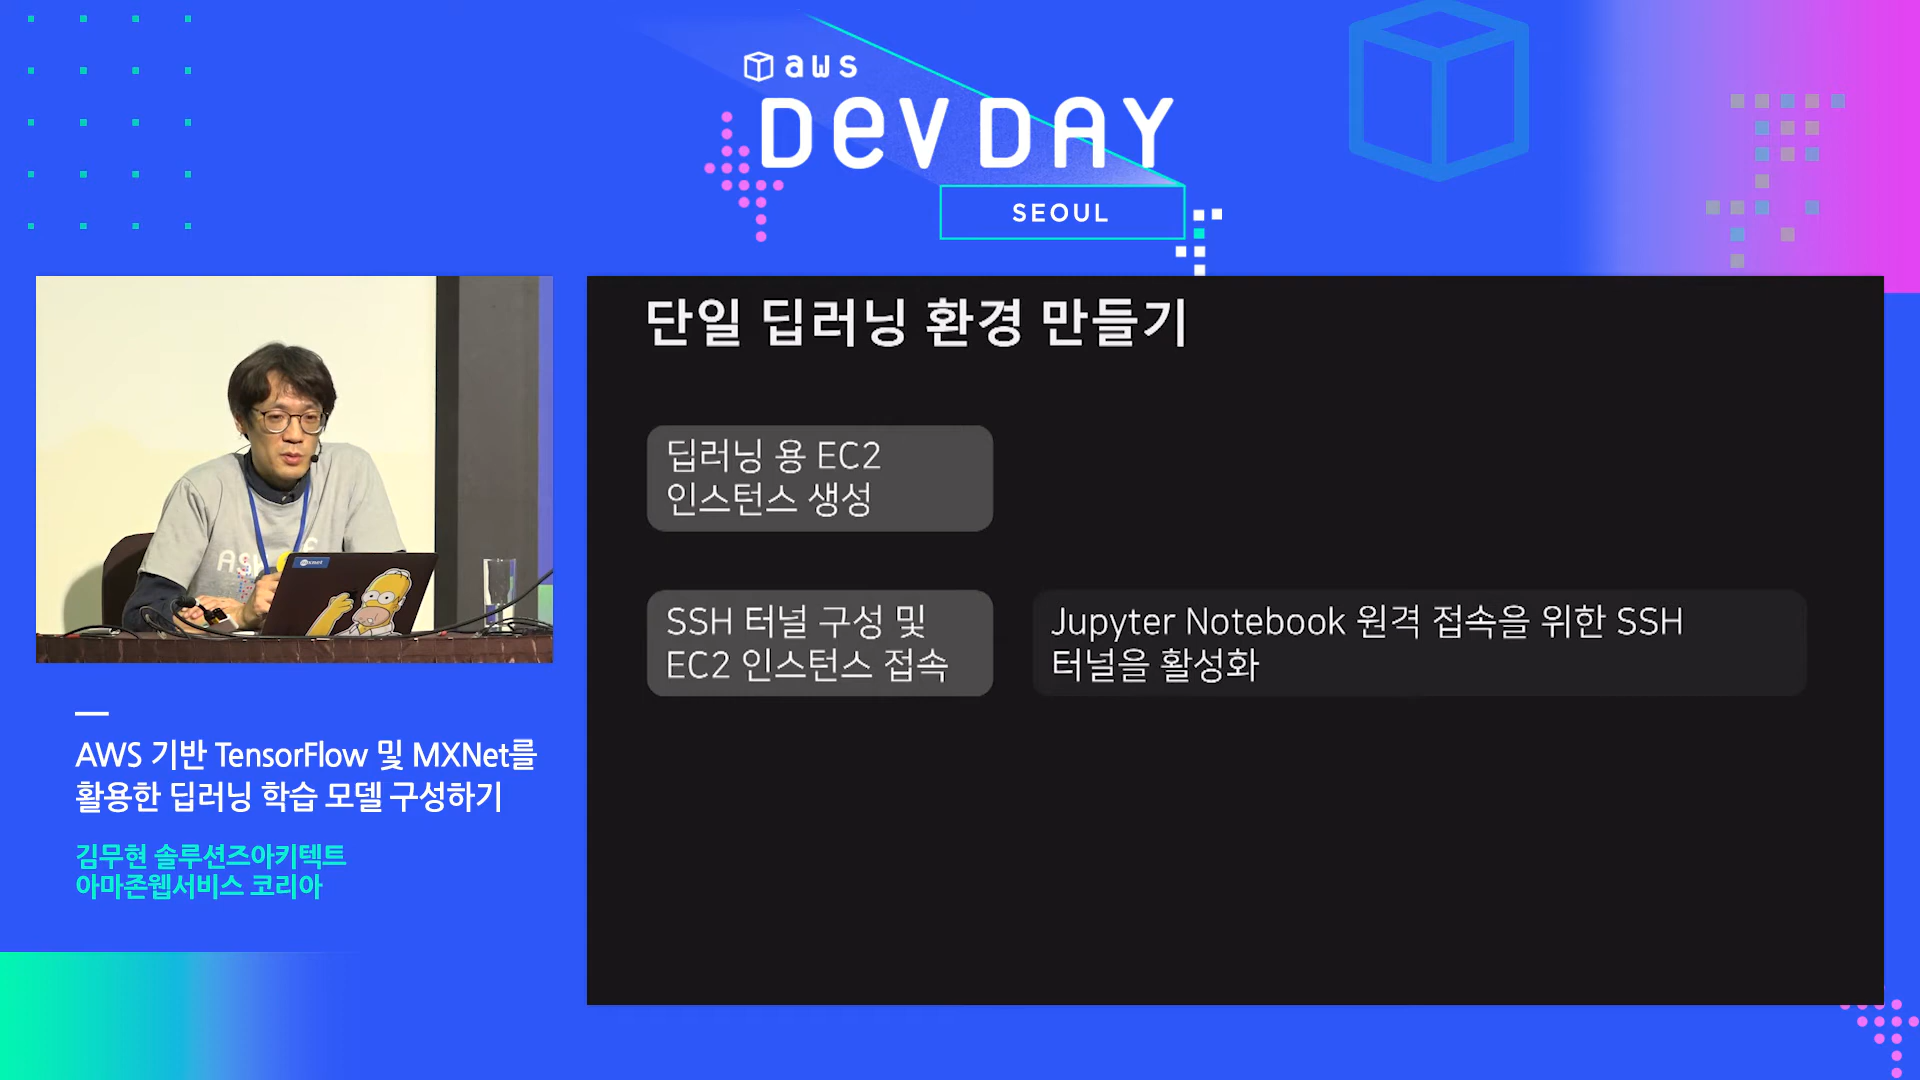 aws
DEV DAY
SEOUL
단일 딥러닝 환경 만들기
딥러닝 용 EC2
인스턴스 생성
SSH 터널 구성 및
EC2 인스턴스 접속
Jupyter Notebook 원격 접속을 위한 SSH
터널을 활성화
mxnet
AWS 기반 TensorFlow 및 MXNet를
활용한 딥러닝 학습 모델 구성하기
김무현 솔루션즈아키텍트
아마존웹서비스 코리아